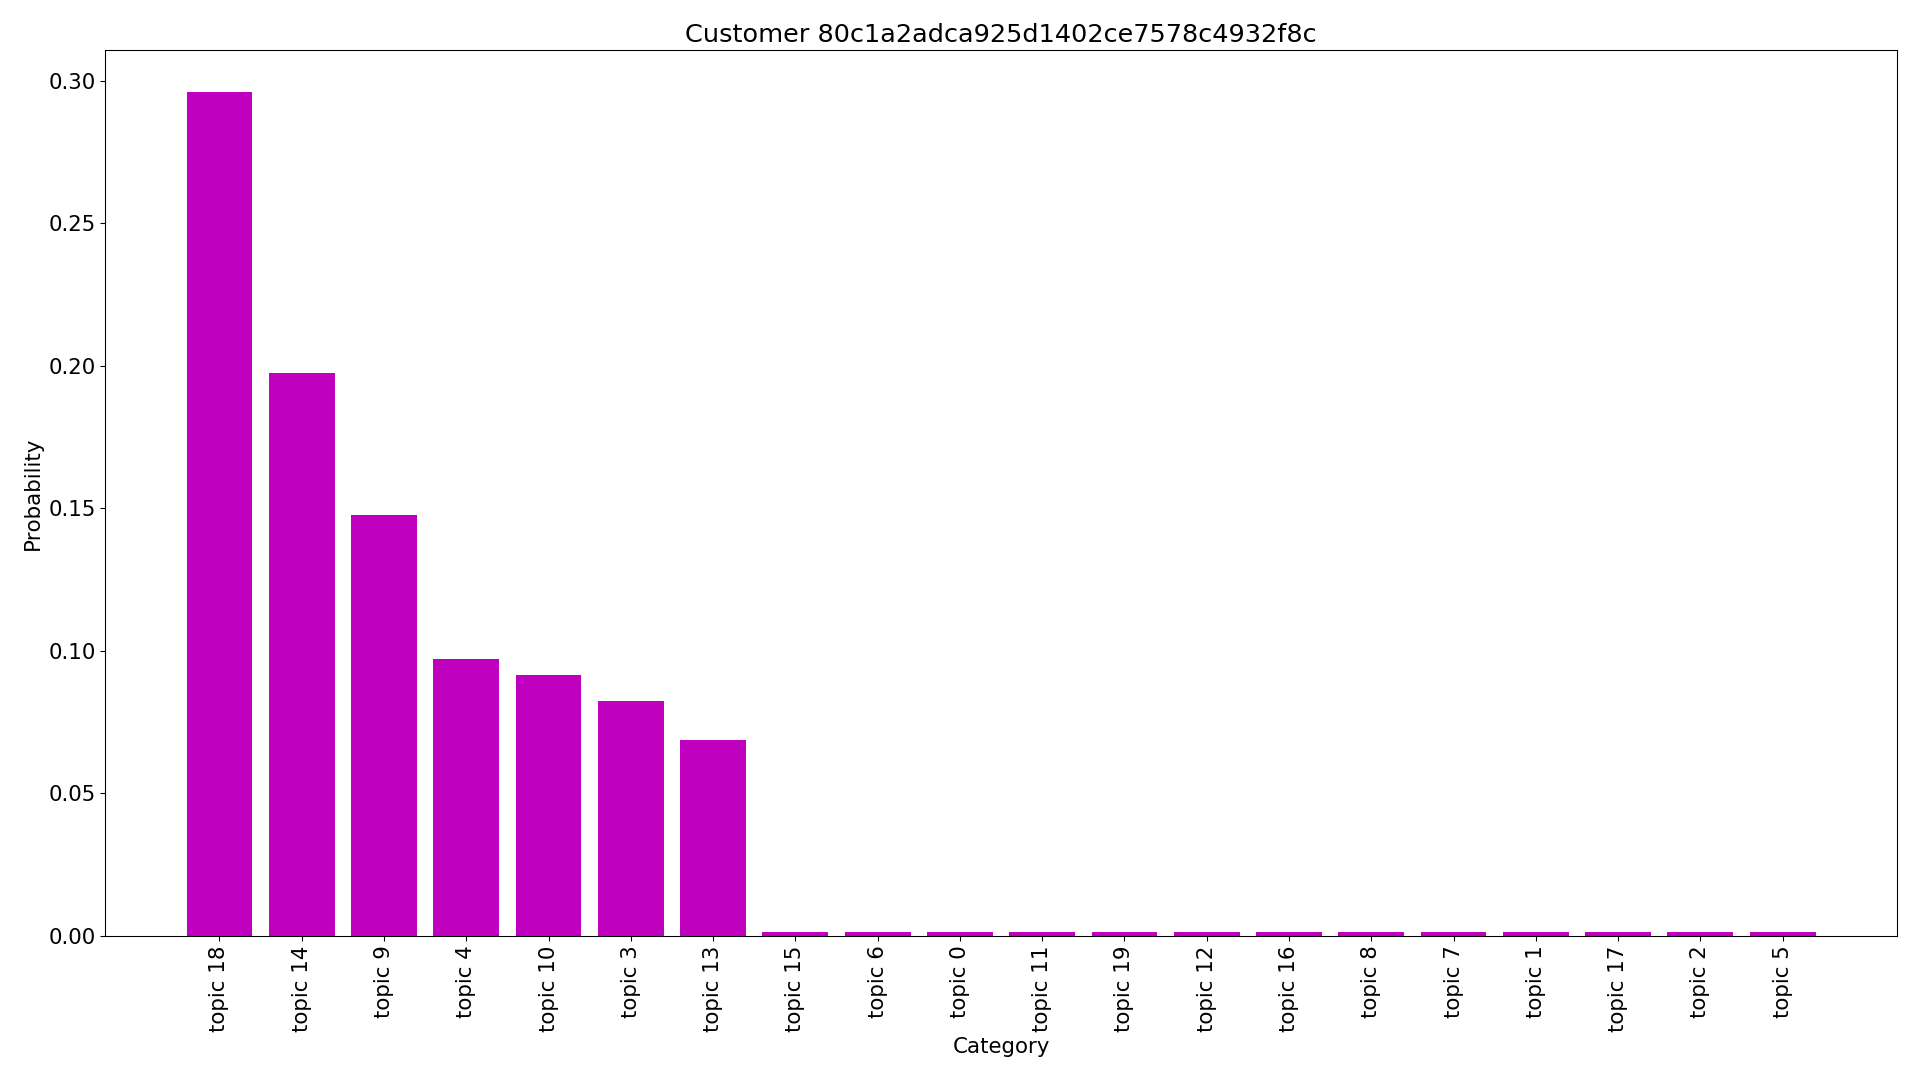 Customer 80c1a2adca925d1402ce7578c4932f8c
Probability
0.30
0.25
0.20
0.15
0.10
0.05
0.00
topic 18
topic 14
topic 9
topic 4
topic 10
topic 3
topic 13
topic 15
topic 6
topic 0
topic 11
topic 19
topic 12
topic 16
topic 8
topic 7
topic 1
topic 17
topic 2
topic 5
Category